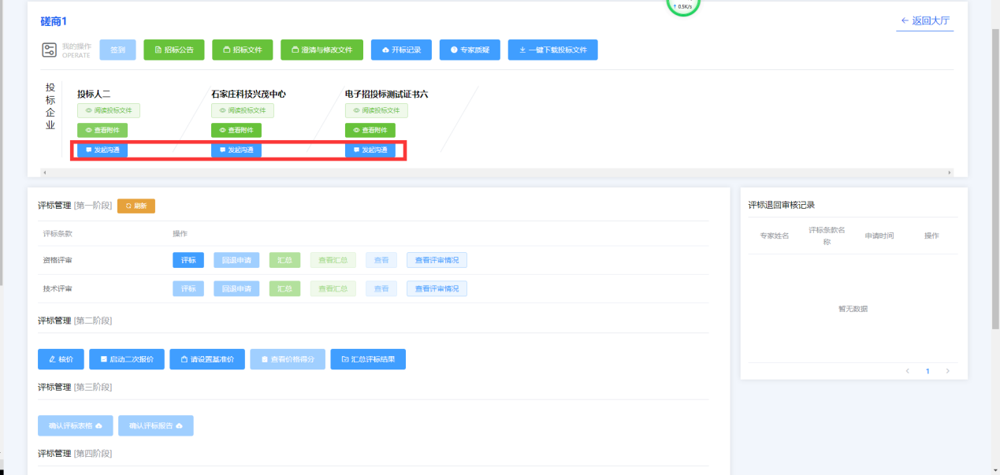 ↑ 0.5K/s
磋商1
← 返回大厅
我的操作
OPERATE
签到 招标公告 招标文件 澄清与修改文件 开标记录 专家质疑 一键下载投标文件
投标企业
投标人二 石家庄科技兴茂中心 电子招投标测试证书六
阅读投标文件 阅读投标文件 阅读投标文件
查看附件 查看附件 查看附件
发起沟通 发起沟通 发起沟通
评标管理 [第一阶段] 刷新
评标条款 操作
资格评审 评标 回退申请 汇总 查看汇总 查看 查看评审情况
技术评审 评标 回退申请 汇总 查看汇总 查看 查看评审情况
评标管理 [第二阶段]
核价 启动二次报价 请设置基准价 查看价格得分 汇总评标结果
评标管理 [第三阶段]
确认评标表格 确认评标报告
评标管理 [第四阶段]
评标退回审核记录
专家姓名 评标条款名称 申请时间 操作
暂无数据
< 1 >